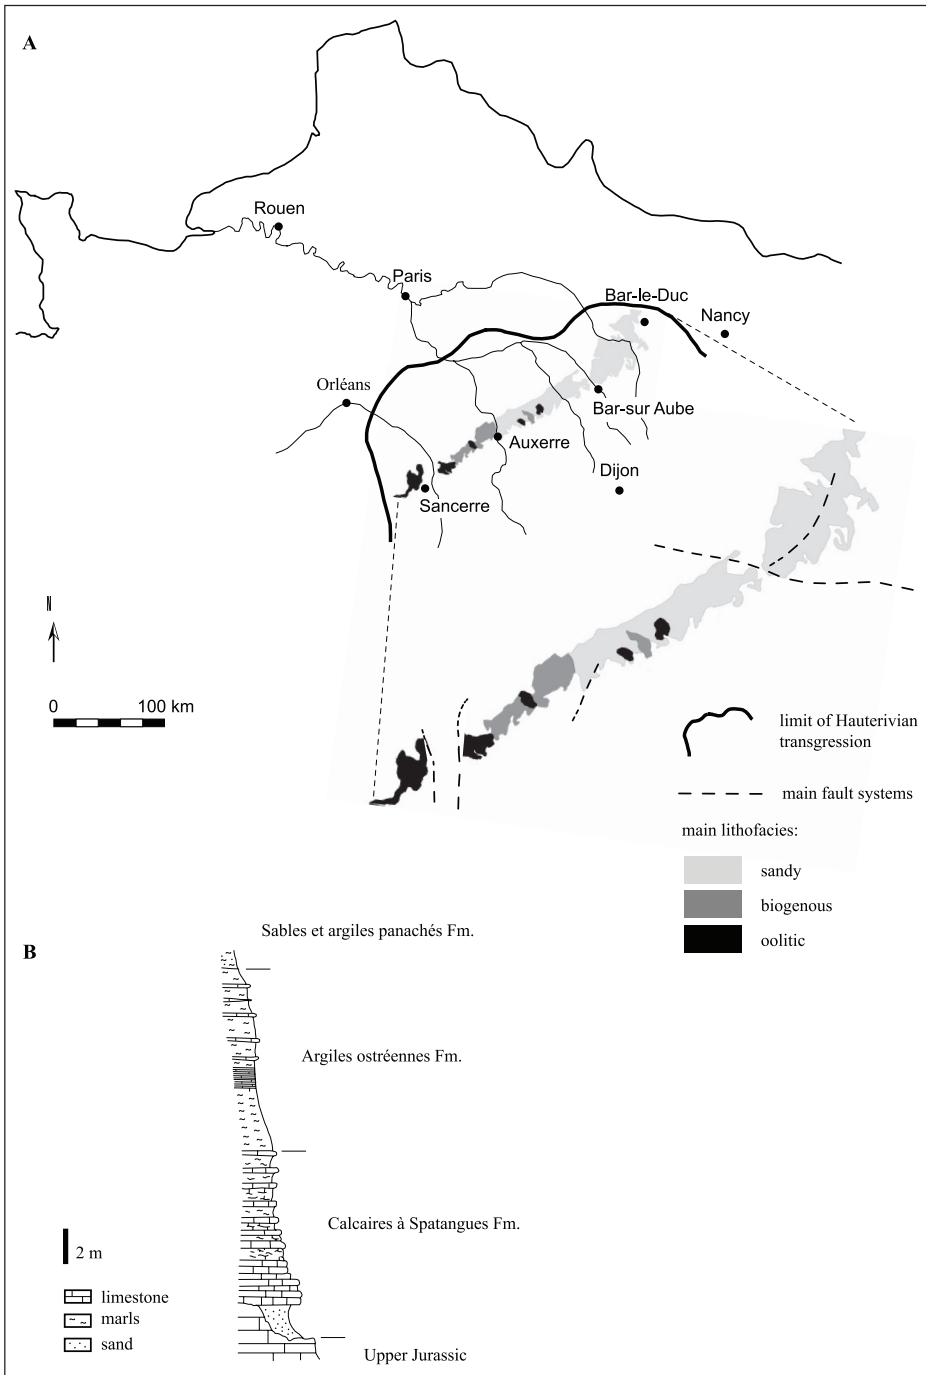 A
Rouen
Paris
Bar-le-Duc
Nancy
Orléans
Bar-sur Aube
Auxerre
Dijon
Sancerre
N
0 100 km
limit of Hauterivian
transgression
main fault systems
main lithofacies:
sandy
biogenous
oolitic
B
Sables et argiles panachés Fm.
Argiles ostréennes Fm.
Calcaires à Spatangues Fm.
2 m
limestone
marls
sand
Upper Jurassic